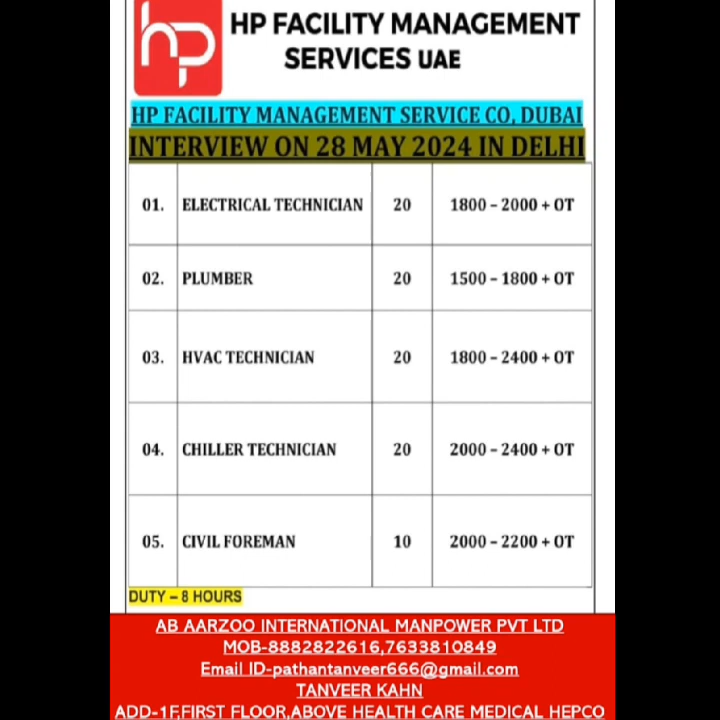 hp
HP FACILITY MANAGEMENT
SERVICES UAE
HP FACILITY MANAGEMENT SERVICE CO, DUBAI
INTERVIEW ON 28 MAY 2024 IN DELHI
01. ELECTRICAL TECHNICIAN 20 1800 – 2000 + OT
02. PLUMBER 20 1500 – 1800 + OT
03. HVAC TECHNICIAN 20 1800 – 2400 + OT
04. CHILLER TECHNICIAN 20 2000 – 2400 + OT
05. CIVIL FOREMAN 10 2000 – 2200 + OT
DUTY – 8 HOURS
AB AARZOO INTERNATIONAL MANPOWER PVT LTD
MOB-8882822616,7633810849
Email ID-pathantanveer666@gmail.com
TANVEER KAHN
ADD-1F,FIRST FLOOR,ABOVE HEALTH CARE MEDICAL HEPCO